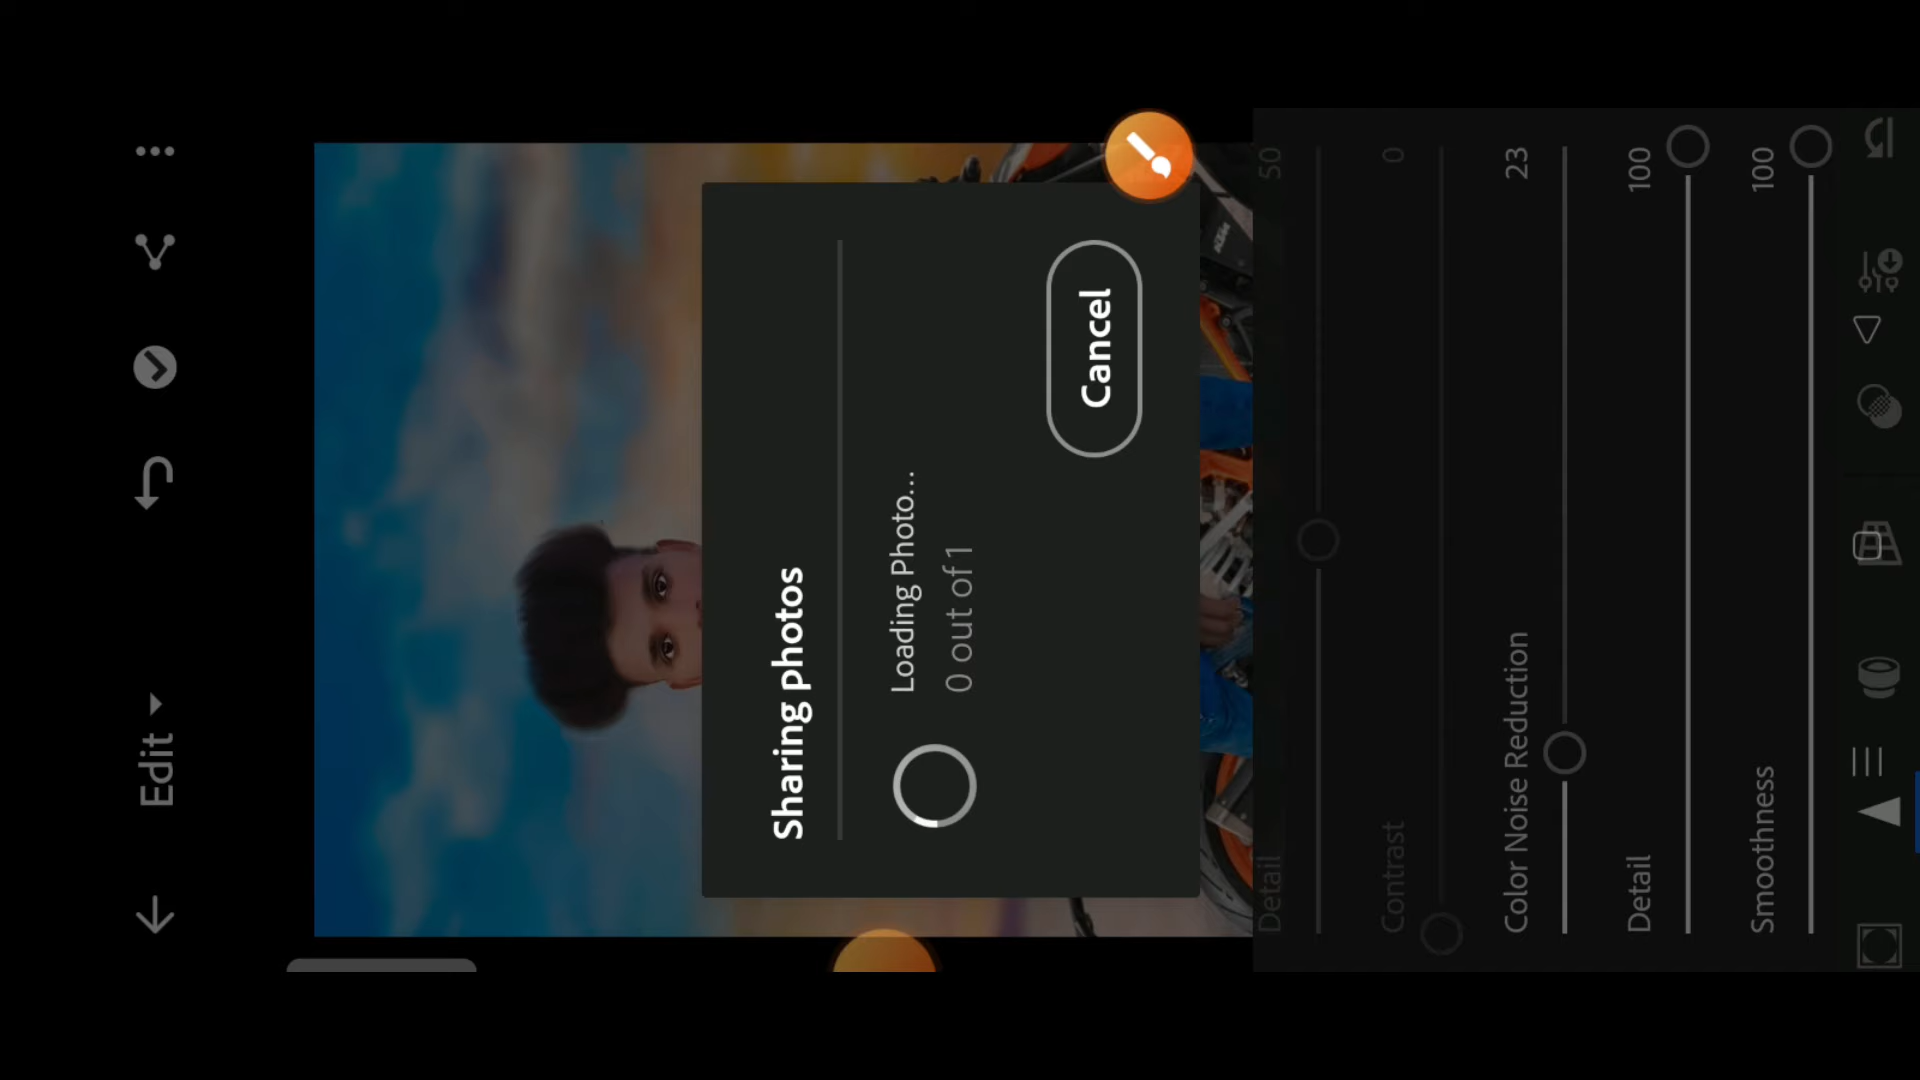 Edit
Sharing photos
Loading Photo...
0 out of 1
Cancel
KTM
Detail 50
Contrast 0
Color Noise Reduction 23
Detail 100
Smoothness 100